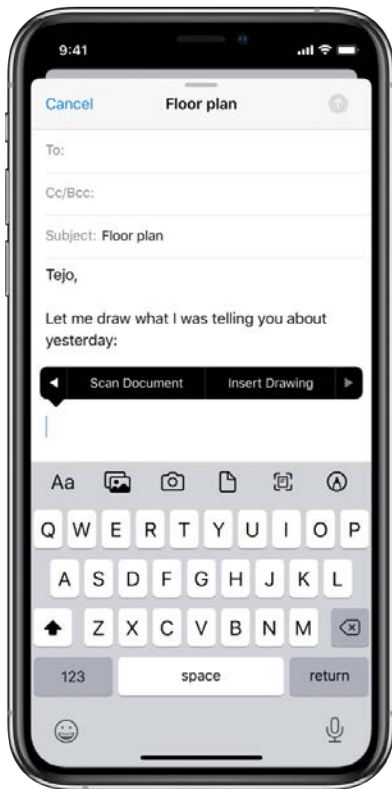 9:41
Cancel Floor plan
To:
Cc/Bcc:
Subject: Floor plan
Tejo,
Let me draw what I was telling you about
yesterday:
Scan Document Insert Drawing
Aa
Q W E R T Y U I O P
A S D F G H J K L
Z X C V B N M
123 space return